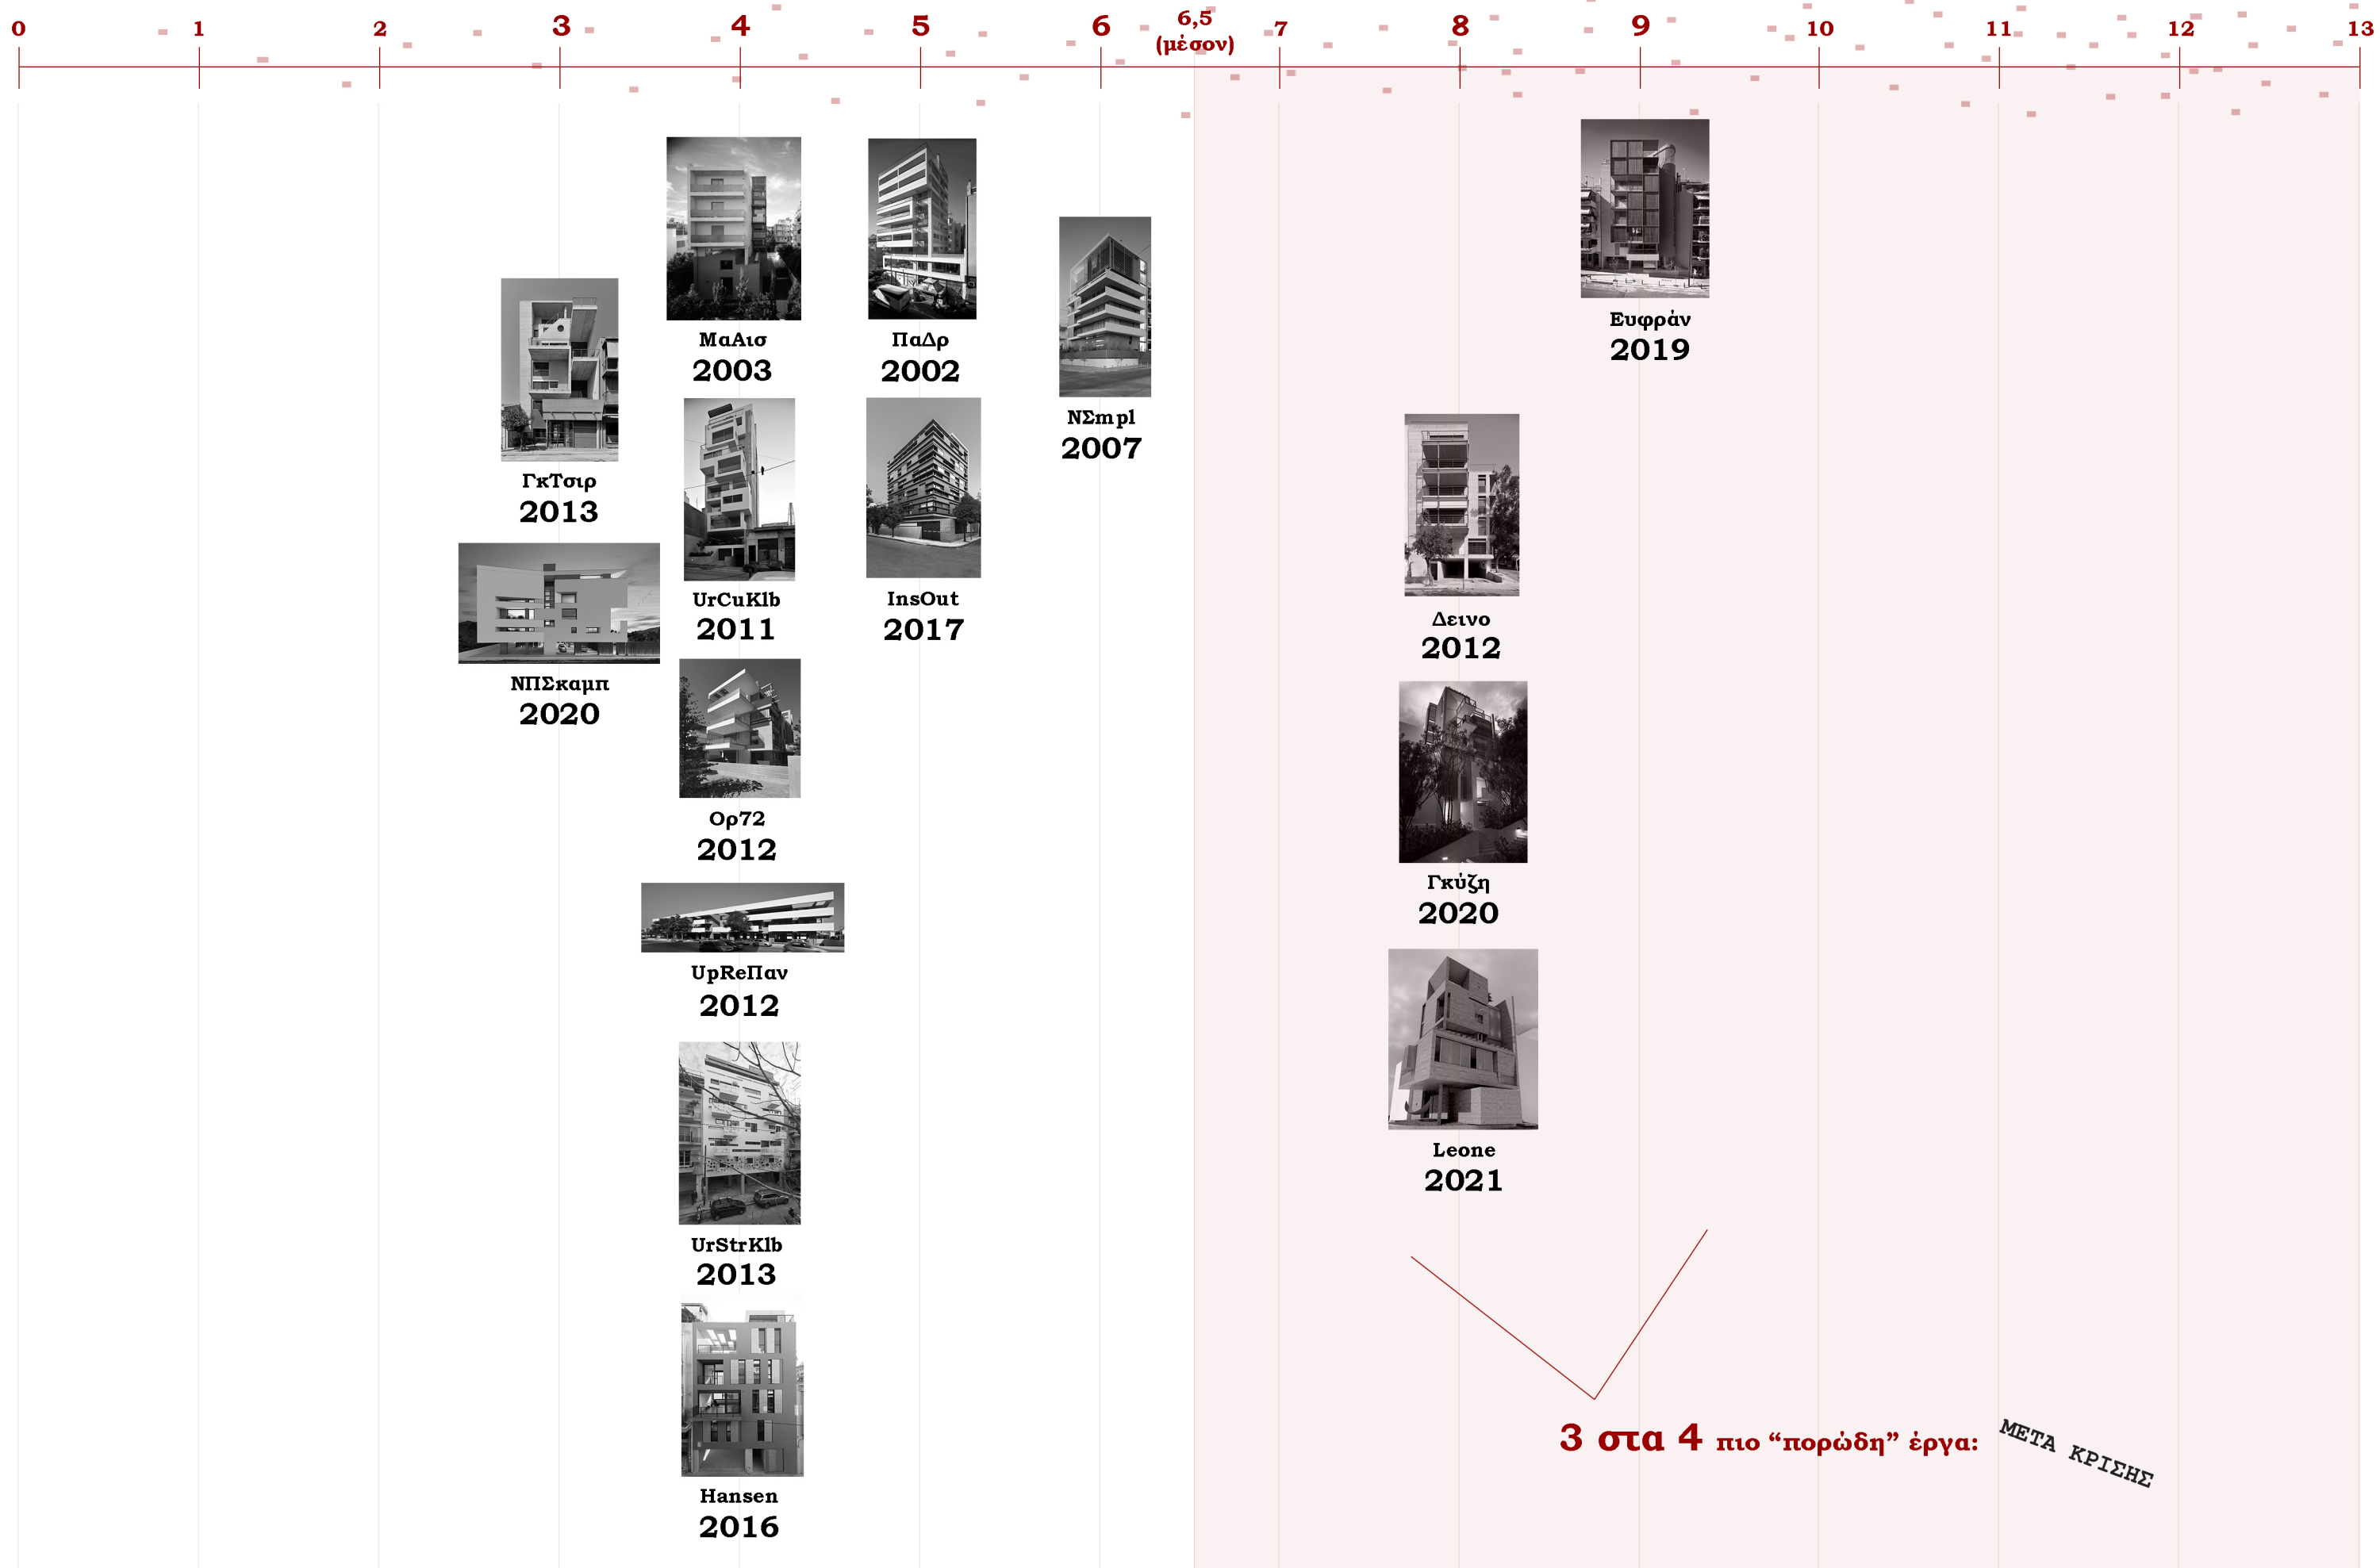 0 1 2 3 4 5 6 6,5 7 8 9 10 11 12 13
(μέσον)
ΜαΑισ
2003
ΠαΔρ
2002
ΝΣmpl
2007
Ευφράν
2019
ΓκΤσιρ
2013
UrCuKlb
2011
InsOut
2017
Δεινο
2012
ΝΠΣκαμπ
2020
Ορ72
2012
Γκύζη
2020
UpReΠαν
2012
Leone
2021
UrStrKlb
2013
Hansen
2016
3 στα 4 πιο “πορώδη” έργα:
ΜΕΤΑ ΚΡΙΣΗΣ